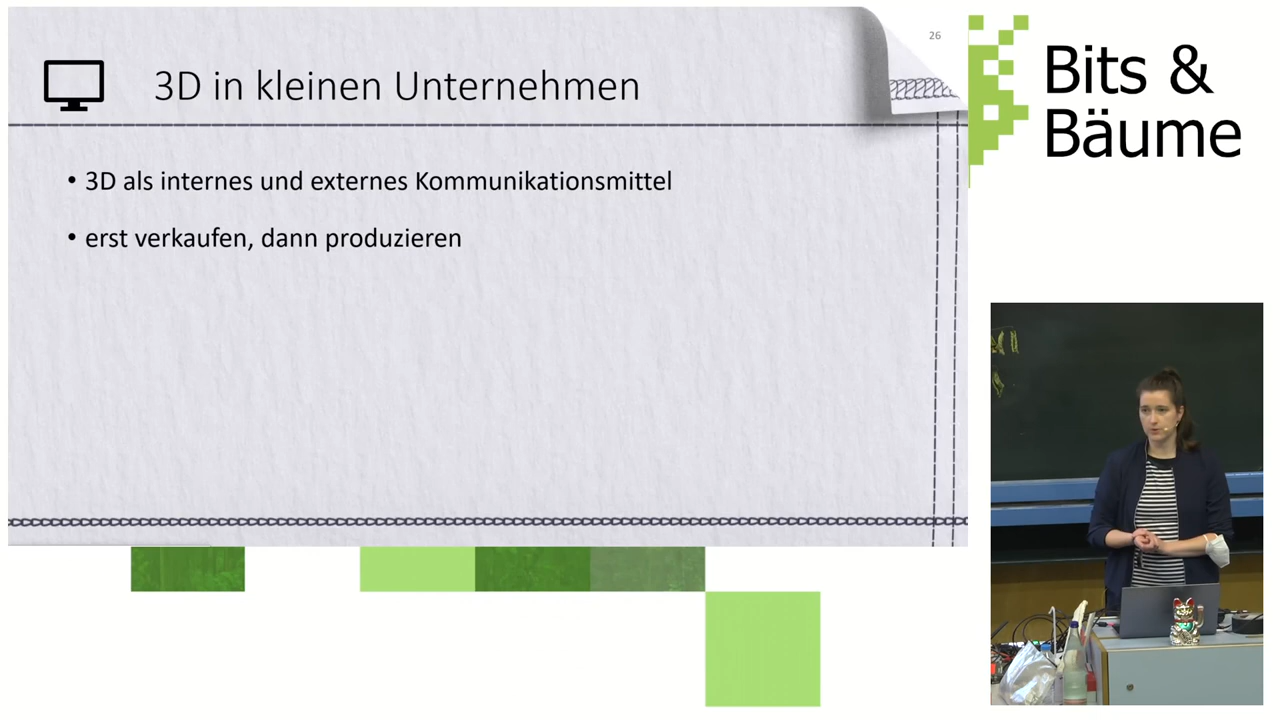 26
3D in kleinen Unternehmen
• 3D als internes und externes Kommunikationsmittel
• erst verkaufen, dann produzieren
Bits &
Bäume